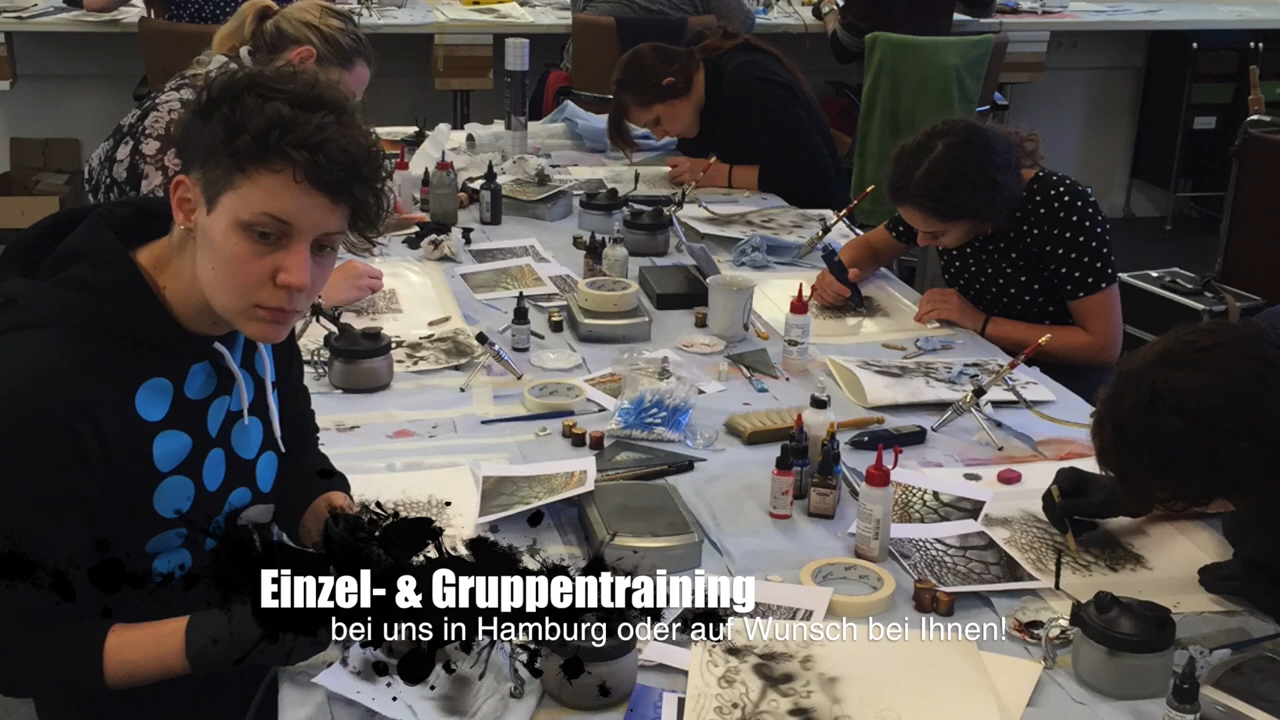 Einzel- & Gruppentraining
bei uns in Hamburg oder auf Wunsch bei Ihnen!